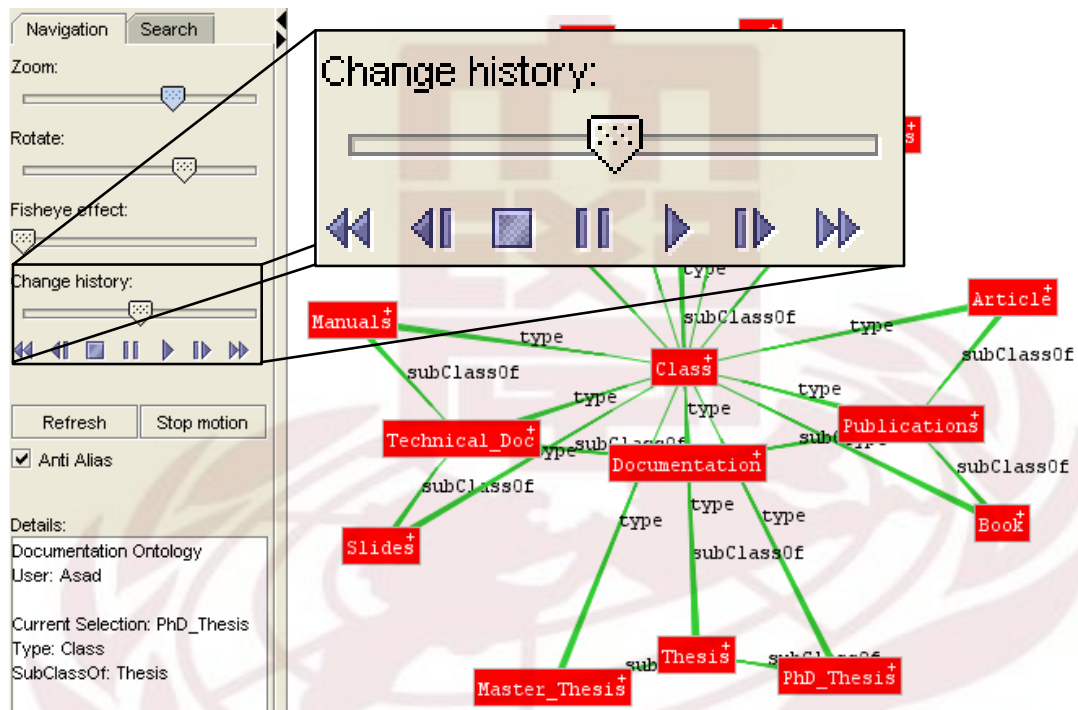 Navigation
Search
Zoom:
Rotate:
Fisheye effect:
Change history:
Refresh
Stop motion
Anti Alias
Details:
Documentation Ontology
User: Asad
Current Selection: PhD_Thesis
Type: Class
SubClassOf: Thesis
Change history:
type
subClassOf
type
Manuals
type
Article
subClassOf
Class
subClassOf
type
type
type
Publications
Technical_Doc
subClassOf
type
Documentation
subClassOf
subClassOf
type
type
type
Slides
Book
subClassOf
Thesis
subClassOf
PhD_Thesis
Master_Thesis